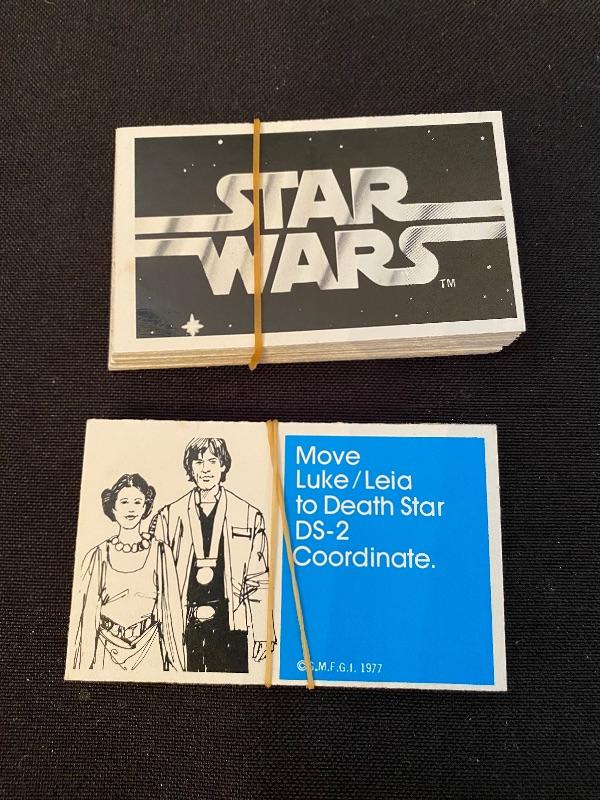 STAR
WARS
TM
Move
Luke/Leia
to Death Star
DS-2
Coordinate.
© G.M.F.G.I. 1977